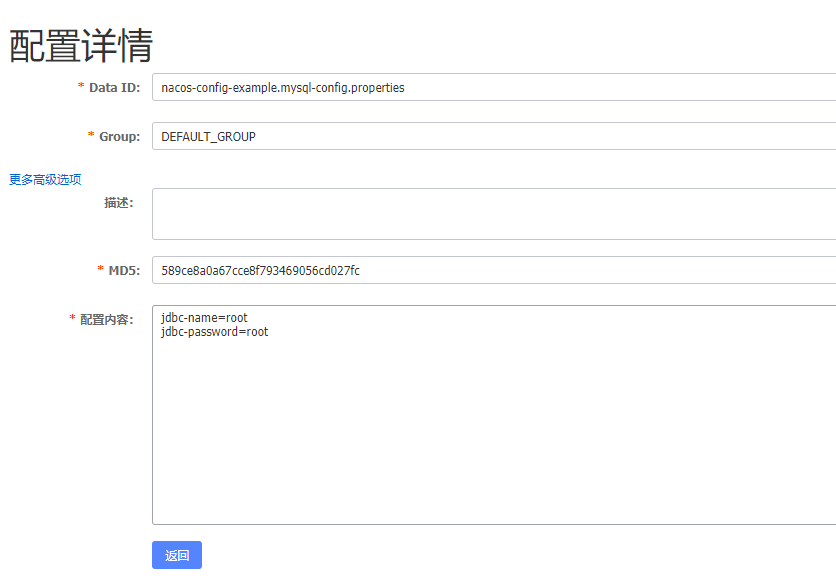 配置详情
* Data ID: nacos-config-example.mysql-config.properties
* Group: DEFAULT_GROUP
更多高级选项
描述:
* MD5: 589ce8a0a67cce8f793469056cd027fc
* 配置内容: jdbc-name=root
jdbc-password=root
返回